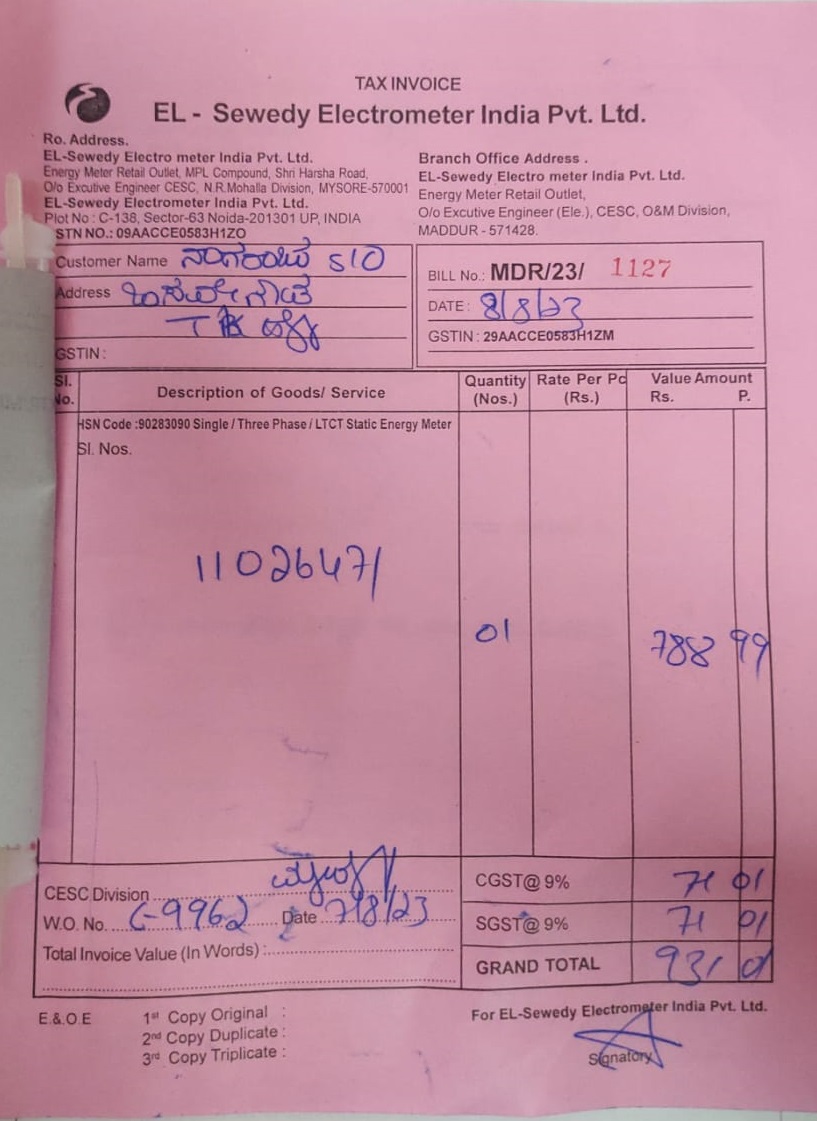 TAX INVOICE
EL - Sewedy Electrometer India Pvt. Ltd.
Ro. Address.
EL-Sewedy Electro meter India Pvt. Ltd.
Energy Meter Retail Outlet, MPL Compound, Shri Harsha Road,
O/o Excutive Engineer CESC, N.R.Mohalla Division, MYSORE-570001
EL-Sewedy Electrometer India Pvt. Ltd.
Plot No : C-138, Sector-63 Noida-201301 UP, INDIA
STN NO.: 09AACCE0583H1ZO
Branch Office Address .
EL-Sewedy Electro meter India Pvt. Ltd.
Energy Meter Retail Outlet,
O/o Excutive Engineer (Ele.), CESC, O&M Division,
MADDUR - 571428.
Customer Name S/O
Address
GSTIN :
BILL No.: MDR/23/ 1127
DATE : 8/8/23
GSTIN : 29AACCE0583H1ZM
Sl. No. Description of Goods/ Service Quantity (Nos.) Rate Per Pc (Rs.) Value Amount Rs. P.
HSN Code :90283090 Single / Three Phase / LTCT Static Energy Meter
Sl. Nos.
11026471
01 788 99
CESC Division
W.O. No. C-9962 Date 7/8/23
Total Invoice Value (In Words) :
CGST@ 9% 71 01
SGST@ 9% 71 01
GRAND TOTAL 931 01
E.&.O.E
1st Copy Original :
2nd Copy Duplicate :
3rd Copy Triplicate :
For EL-Sewedy Electrometer India Pvt. Ltd.
Signatory